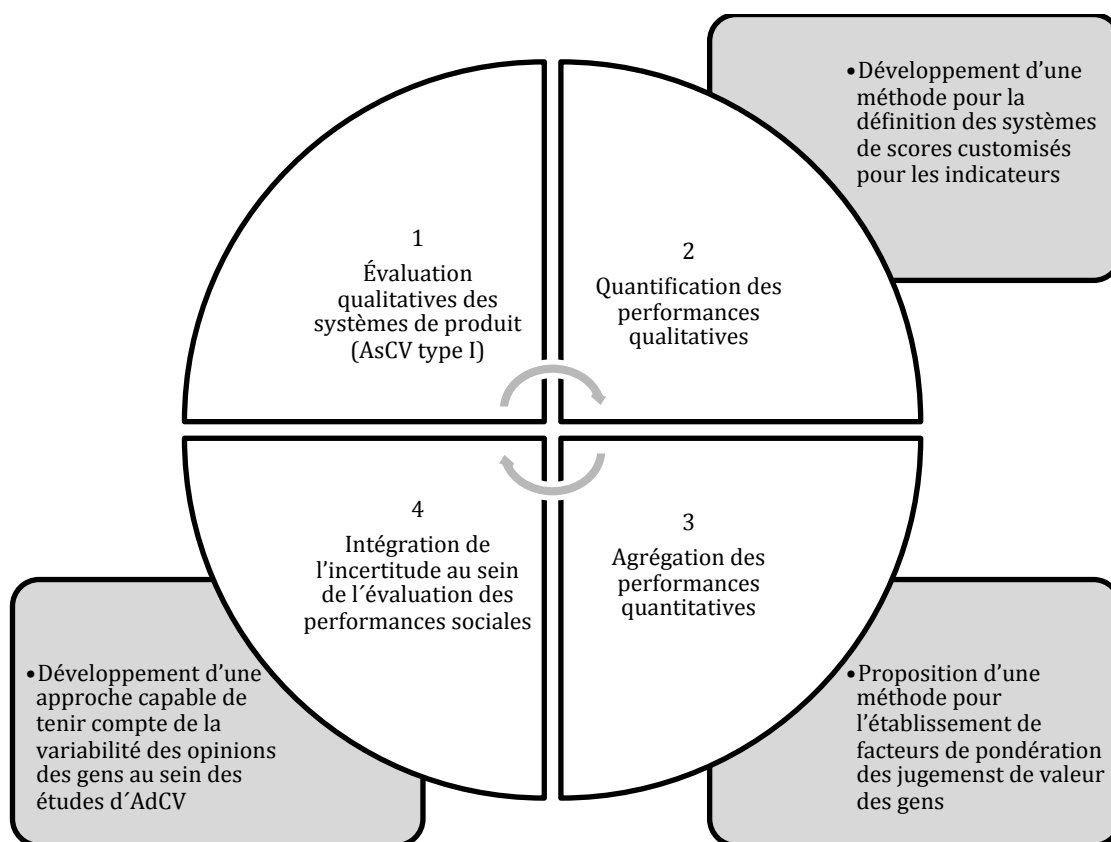 1
Évaluation
qualitatives des
systèmes de produit
(AsCV type I)
2
Quantification des
performances
qualitatives
•Développement d’une
méthode pour la
définition des systèmes
de scores customisés
pour les indicateurs
3
Agrégation des
performances
quantitatives
•Proposition d’une
méthode pour
l’établissement de
facteurs de pondération
des jugemenst de valeur
des gens
4
Intégration de
l’incertitude au sein
de l´évaluation des
performances sociales
•Développement d’une
approche capable de
tenir compte de la
variabilité des opinions
des gens au sein des
études d´AdCV